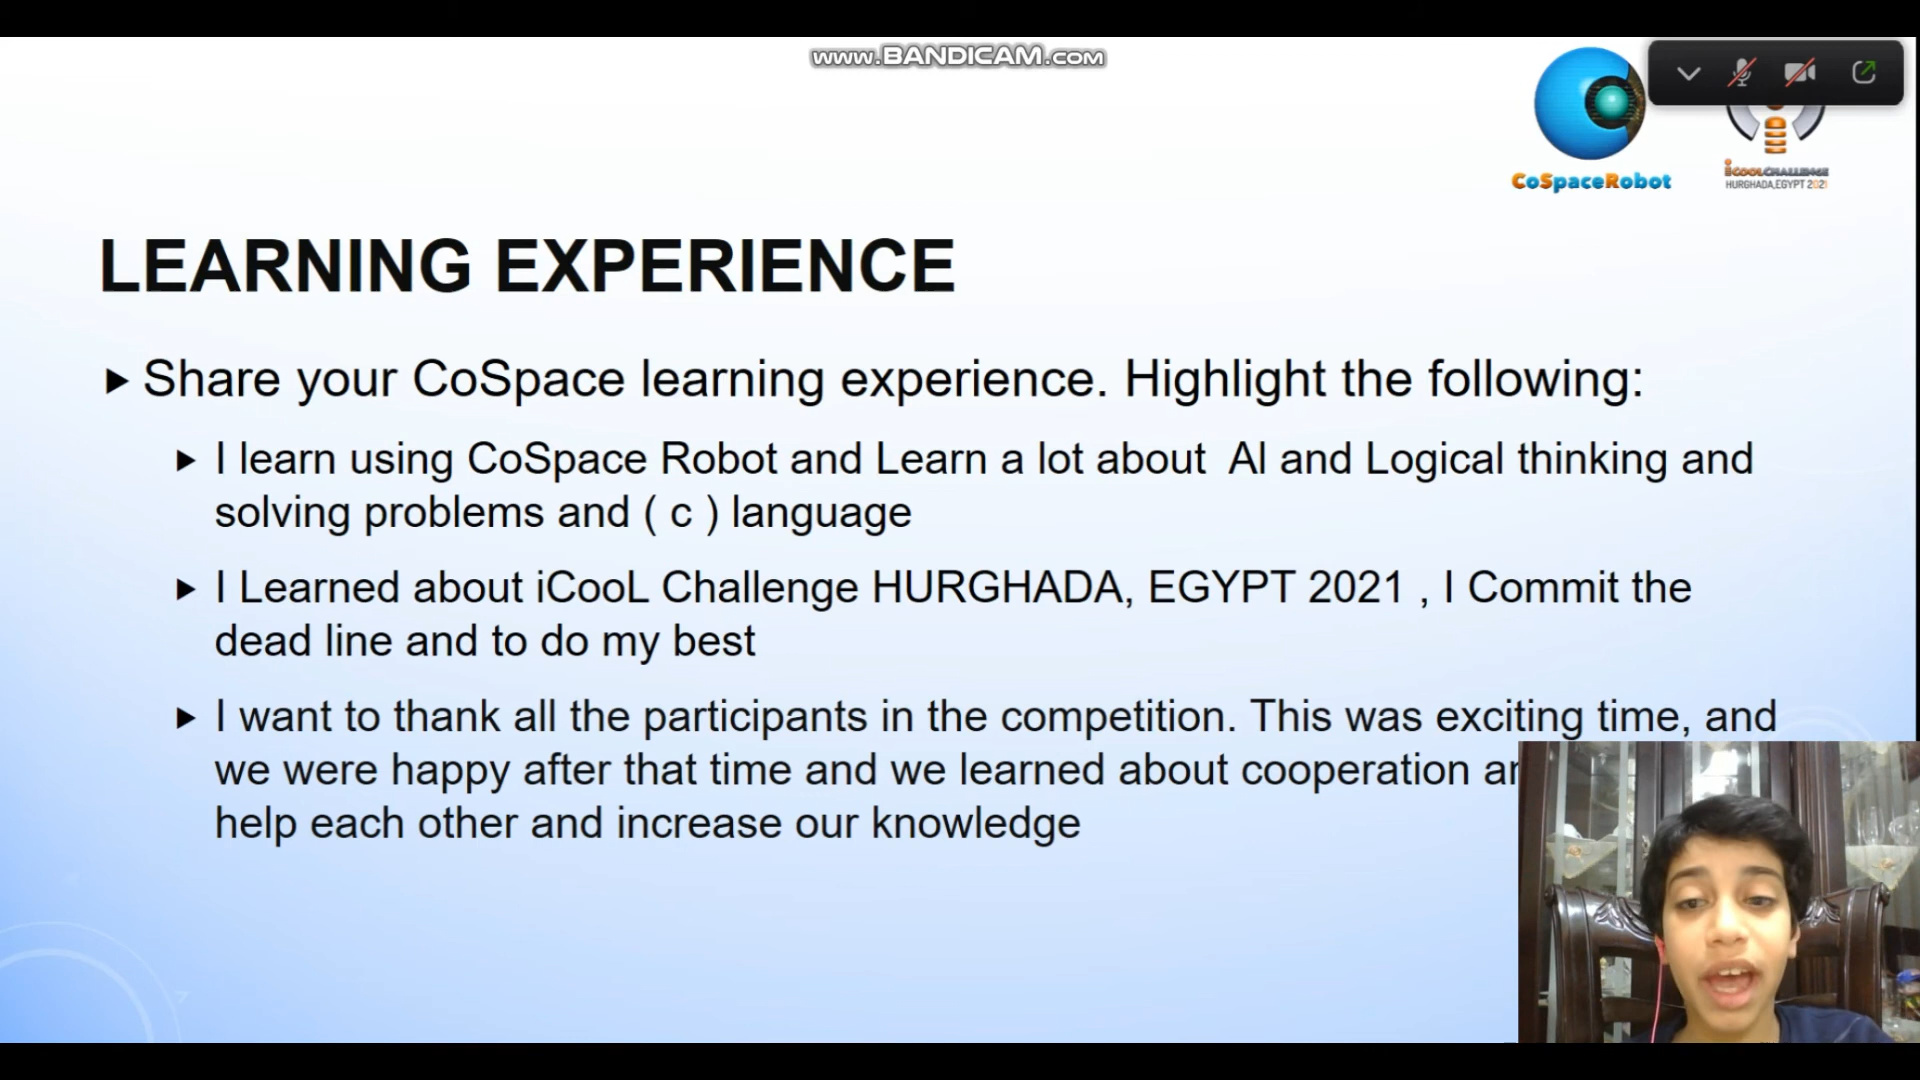 www.BANDICAM.com
CoSpaceRobot
iCOOLCHALLENGE
HURGHADA,EGYPT 2021
LEARNING EXPERIENCE
Share your CoSpace learning experience. Highlight the following:
I learn using CoSpace Robot and Learn a lot about AI and Logical thinking and
solving problems and ( c ) language
I Learned about iCooL Challenge HURGHADA, EGYPT 2021 , I Commit the
dead line and to do my best
I want to thank all the participants in the competition. This was exciting time, and
we were happy after that time and we learned about cooperation
help each other and increase our knowledge